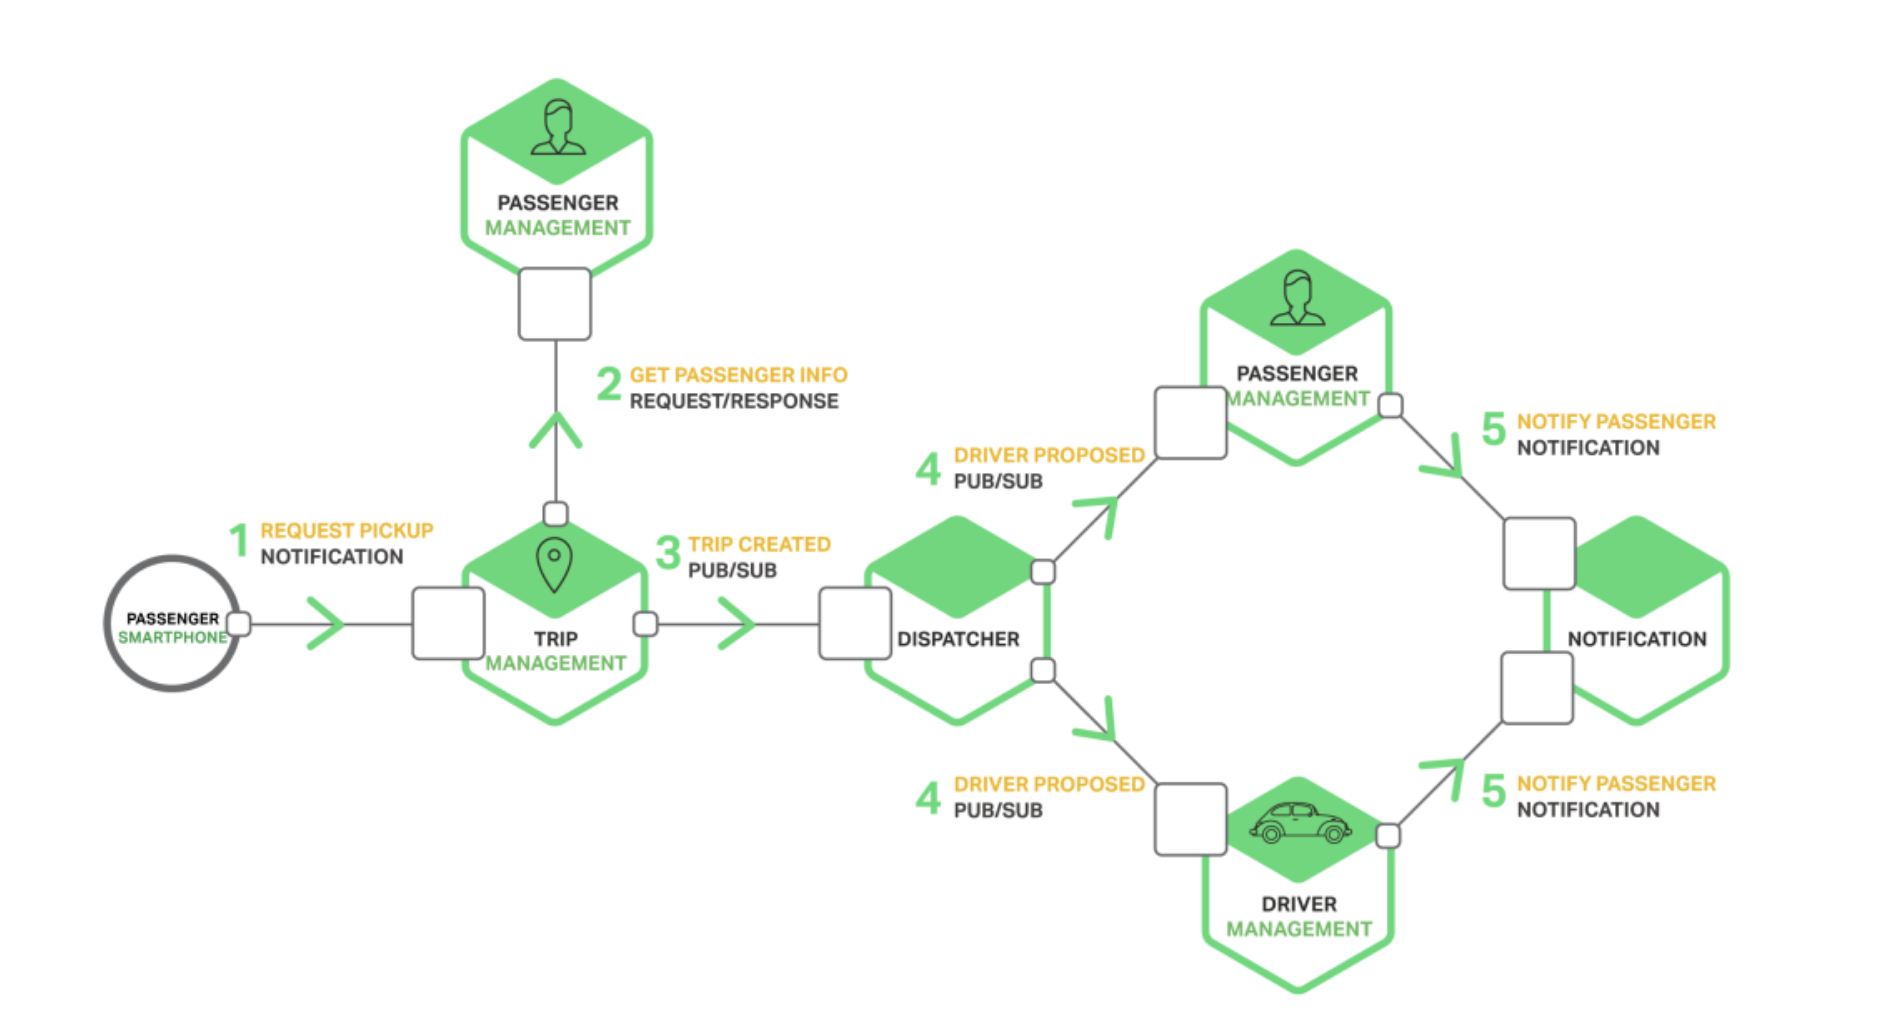 PASSENGER
MANAGEMENT
2 GET PASSENGER INFO
REQUEST/RESPONSE
1 REQUEST PICKUP
NOTIFICATION
PASSENGER
SMARTPHONE
TRIP
MANAGEMENT
3 TRIP CREATED
PUB/SUB
DISPATCHER
4 DRIVER PROPOSED
PUB/SUB
PASSENGER
MANAGEMENT
5 NOTIFY PASSENGER
NOTIFICATION
NOTIFICATION
4 DRIVER PROPOSED
PUB/SUB
DRIVER
MANAGEMENT
5 NOTIFY PASSENGER
NOTIFICATION